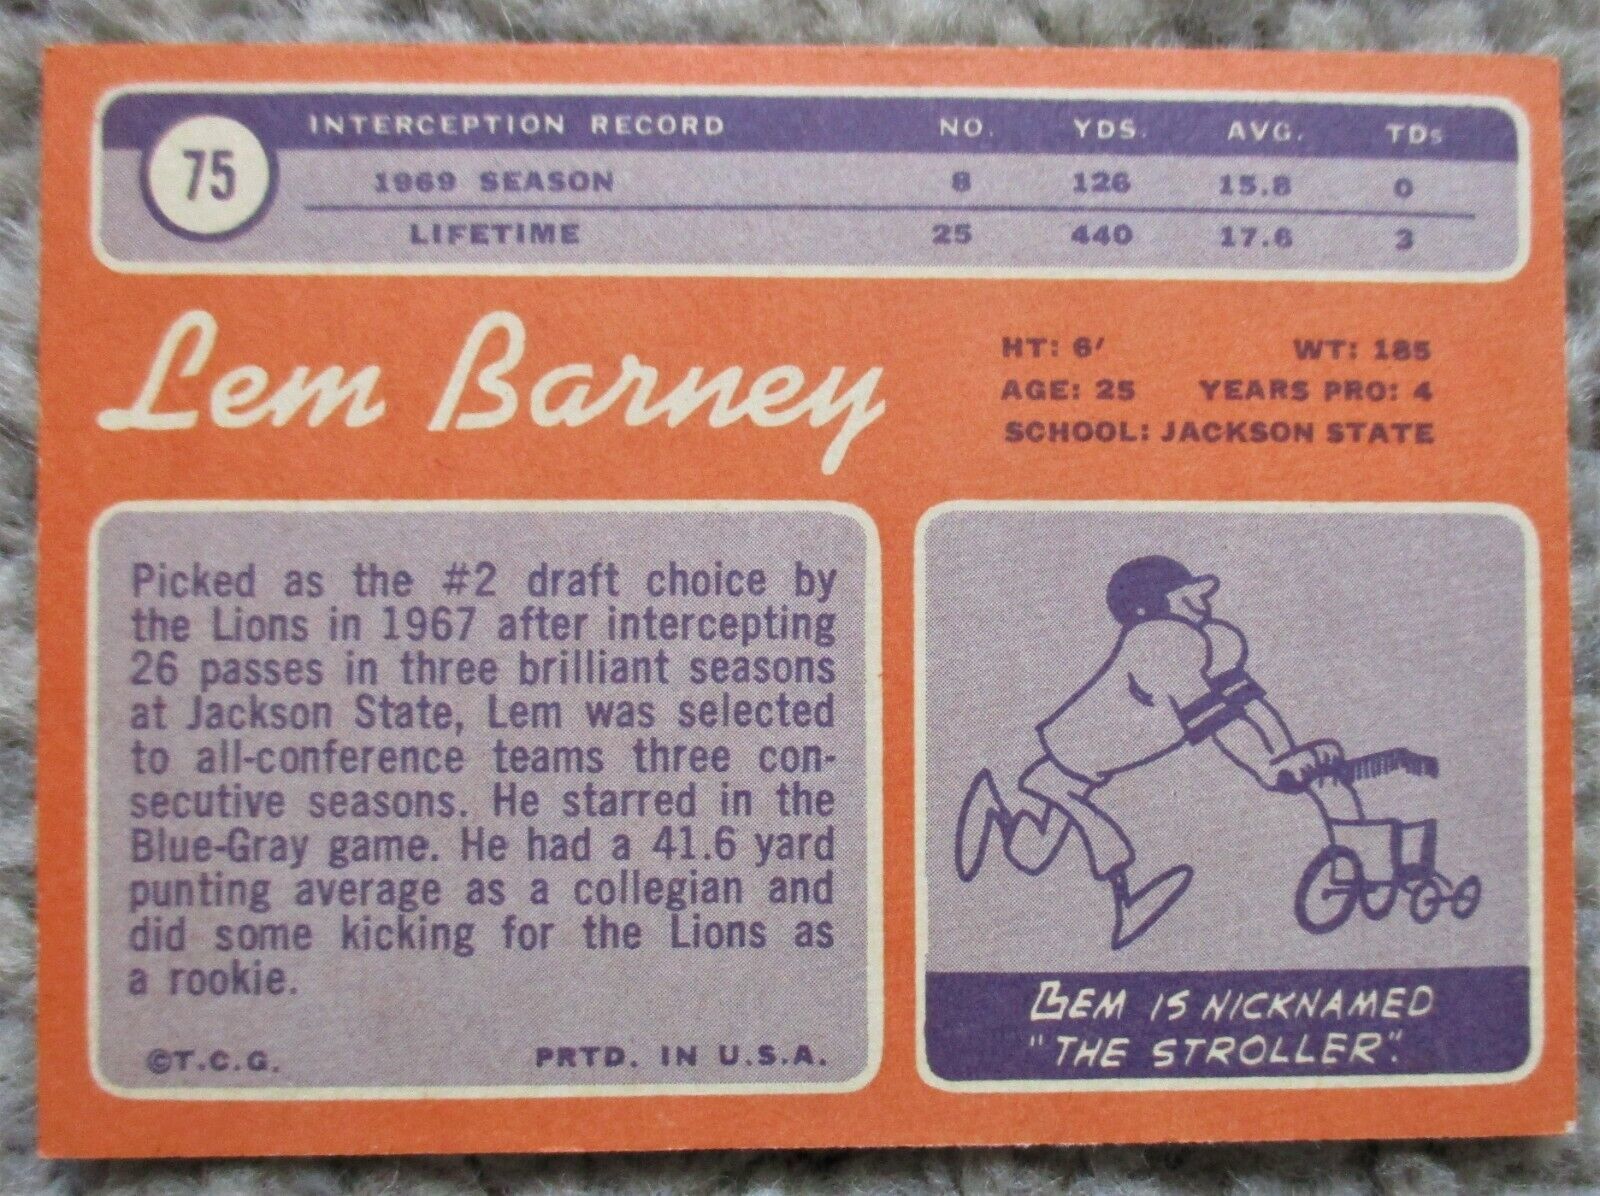 75
INTERCEPTION RECORD NO. YDS. AVG. TDs
1969 SEASON 8 126 15.8 0
LIFETIME 25 440 17.6 3
Lem Barney
HT: 6' WT: 185
AGE: 25 YEARS PRO: 4
SCHOOL: JACKSON STATE
Picked as the #2 draft choice by
the Lions in 1967 after intercepting
26 passes in three brilliant seasons
at Jackson State, Lem was selected
to all-conference teams three con-
secutive seasons. He starred in the
Blue-Gray game. He had a 41.6 yard
punting average as a collegian and
did some kicking for the Lions as
a rookie.
©T.C.G. PRTD. IN U.S.A.
LEM IS NICKNAMED
"THE STROLLER".